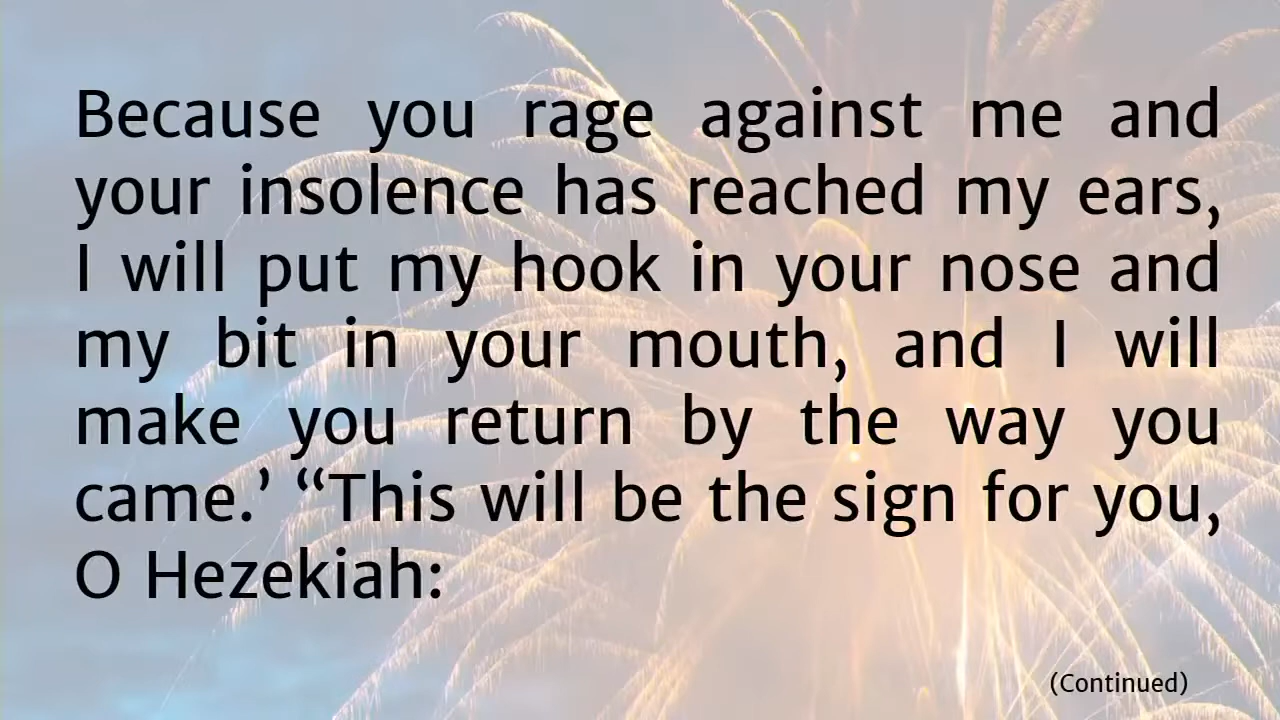 Because you rage against me and
your insolence has reached my ears,
I will put my hook in your nose and
my bit in your mouth, and I will
make you return by the way you
came.’ “This will be the sign for you,
O Hezekiah:
(Continued)